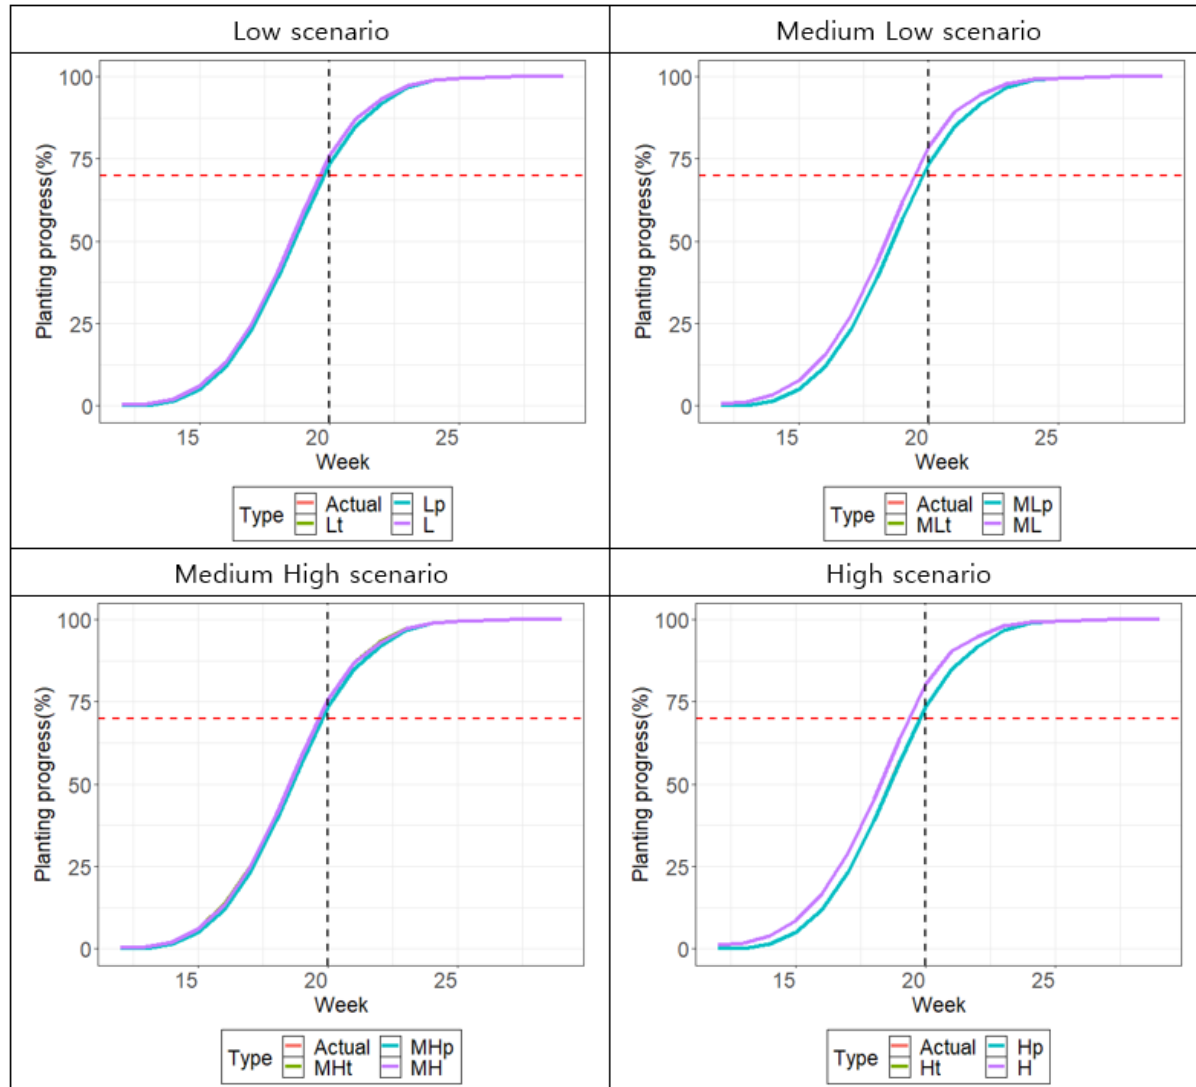 Low scenario
Medium Low scenario
100
75
50
25
0
Planting progress(%)
15 20 25
Week
Type Actual Lp
Lt L
100
75
50
25
0
Planting progress(%)
15 20 25
Week
Type Actual MLp
MLt ML
Medium High scenario
High scenario
100
75
50
25
0
Planting progress(%)
15 20 25
Week
Type Actual MHp
MHt MH
100
75
50
25
0
Planting progress(%)
15 20 25
Week
Type Actual Hp
Ht H